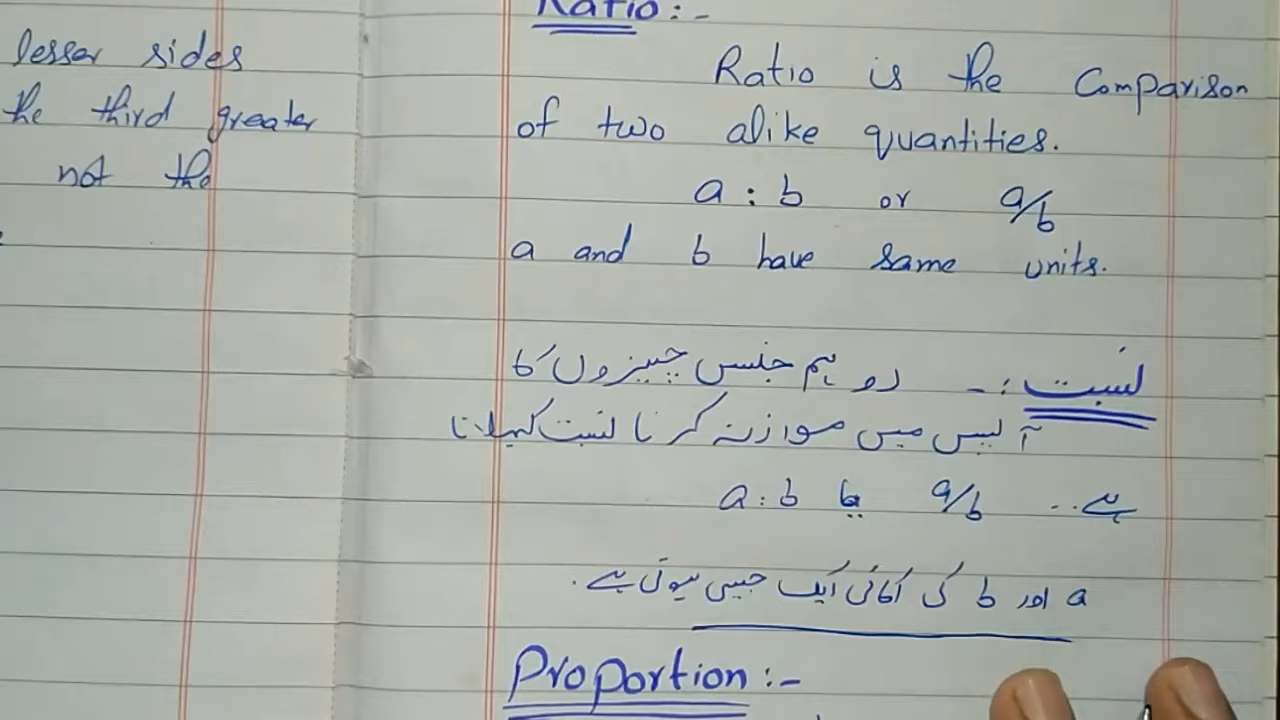 lesser sides
the third greater
not the
Ratio :-
Ratio is the Comparison
of two alike quantities.
a : b or a/b
a and b have same units.
نسبت :۔ دو ہم جنس چیزوں کا
آپس میں موازنہ کرنا نسبت کہلاتا
ہے ۔۔ a/b یا a : b
a اور b کی اکائی ایک جیسی ہوتی ہے۔
Proportion :-